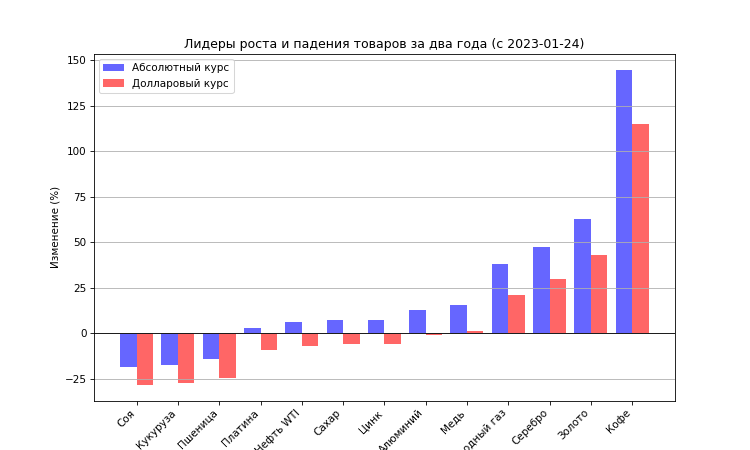 Лидеры роста и падения товаров за два года (с 2023-01-24)
Абсолютный курс
Долларовый курс
Изменение (%)
150
125
100
75
50
25
0
−25
Соя
Кукуруза
Пшеница
Платина
Нефть WTI
Сахар
Цинк
Алюминий
Медь
газ
Серебро
Золото
Кофе